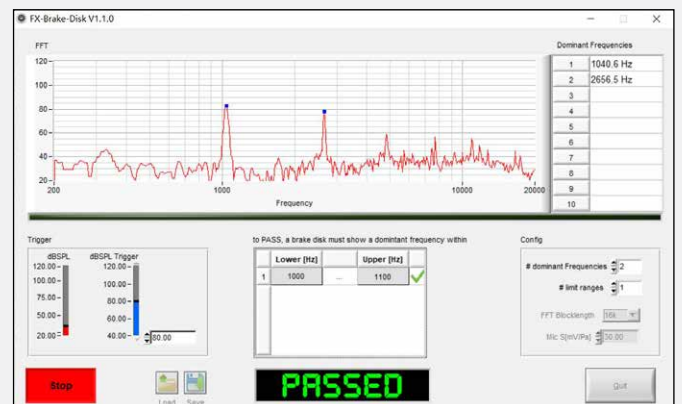 FX-Brake-Disk V1.1.0
FFT
120
100
80
60
40
20
200
1000
10000
20000
Frequency
Dominant Frequencies
1 1040.6 Hz
2 2656.5 Hz
3
4
5
6
7
8
9
10
Trigger
dBSPL
120.00
100.00
75.00
50.00
20.00
dBSPL Trigger
120.00
100.00
80.00
60.00
40.00
80.00
to PASS, a brake disk must show a domintant frequency within
Lower [Hz] Upper [Hz]
1 1000 ... 1100
Config
# dominant Frequencies 2
# limit ranges 1
FFT Blocklength 16k
Mic S[mV/Pa] 30.00
Stop
Load
Save
PASSED
Quit